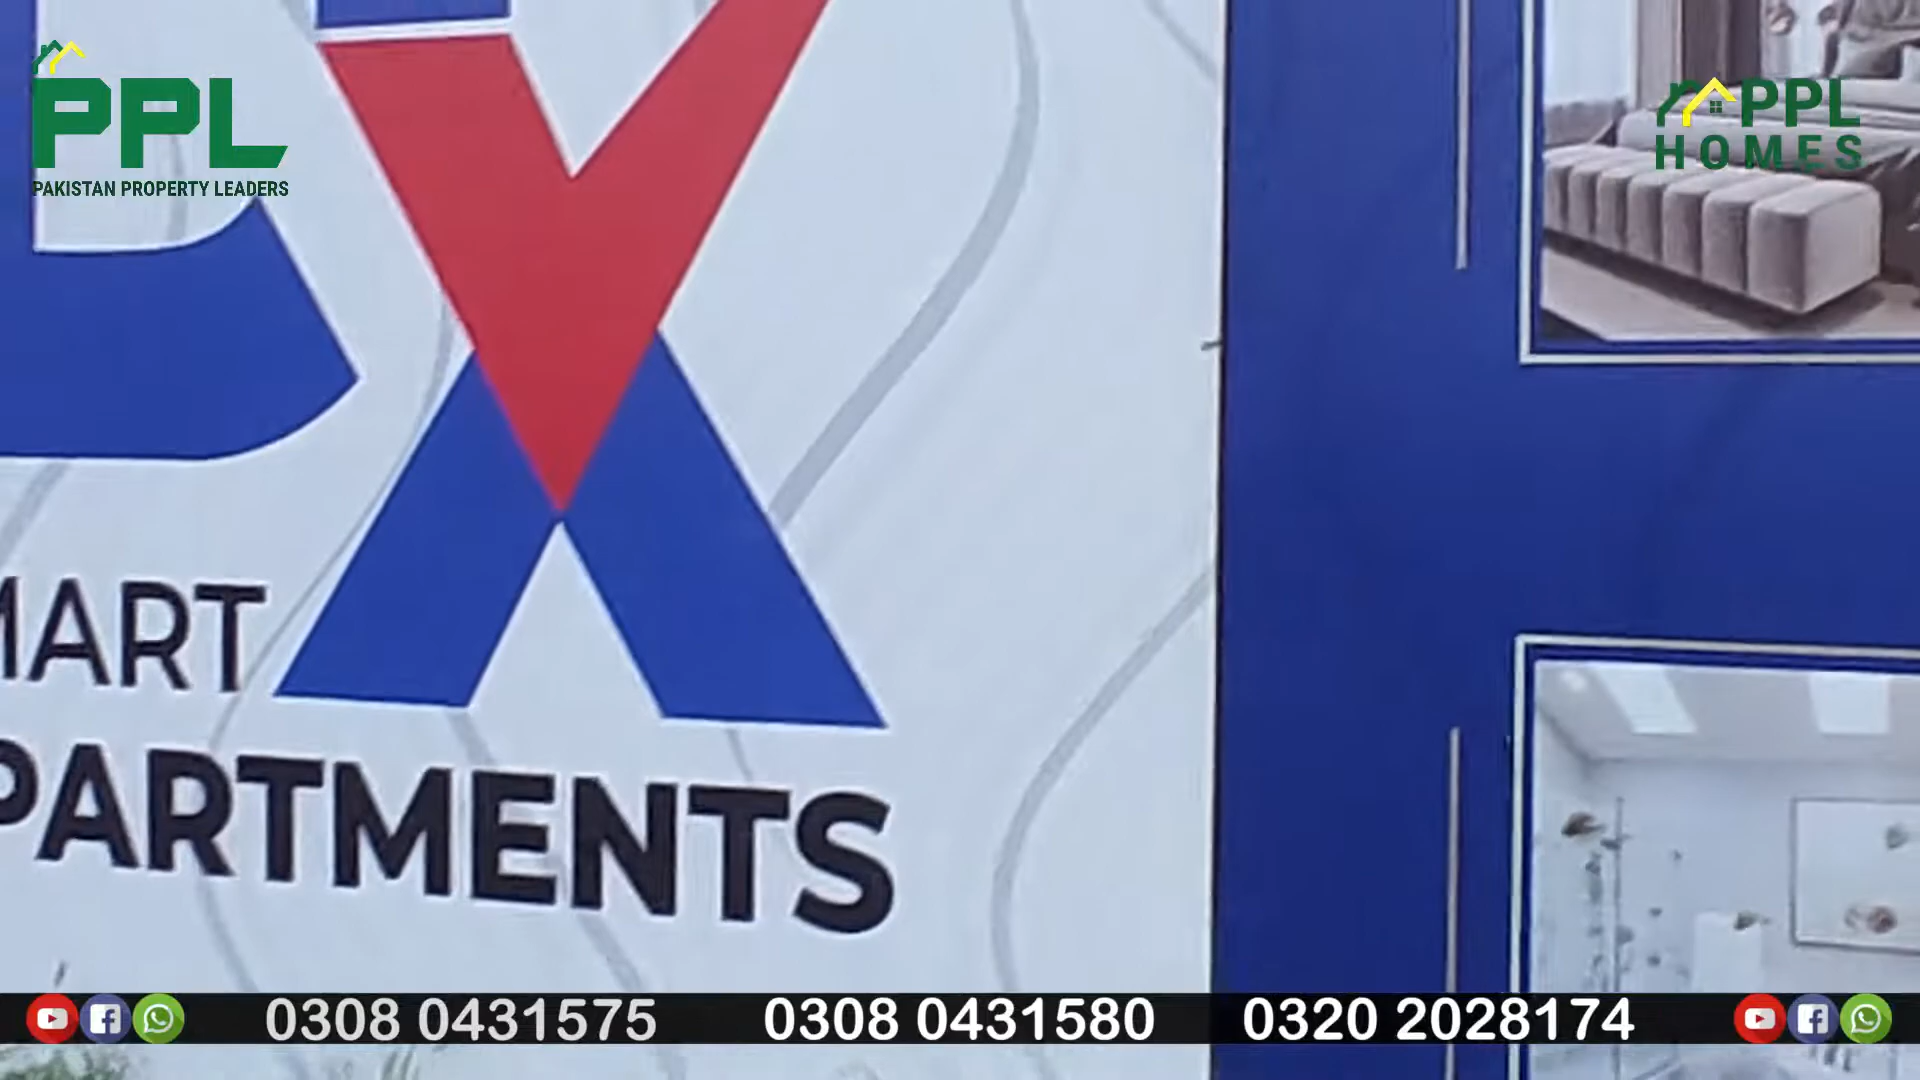 PPL
PAKISTAN PROPERTY LEADERS
PPL
HOMES
X
MART
PARTMENTS
0308 0431575 0308 0431580 0320 2028174